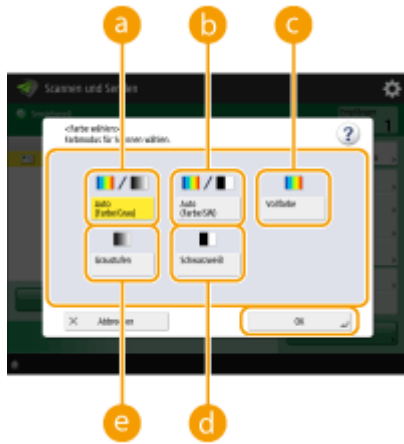 a
b
c
Scannen und Senden
1
<Farbe wählen>
Farbmodus für Scannen wählen.
?
Auto
(Farbe/Grau)
Auto
(Farbe/SW)
Vollfarbe
Graustufen
Schwarzweiß
Abbrechen
OK
e
d